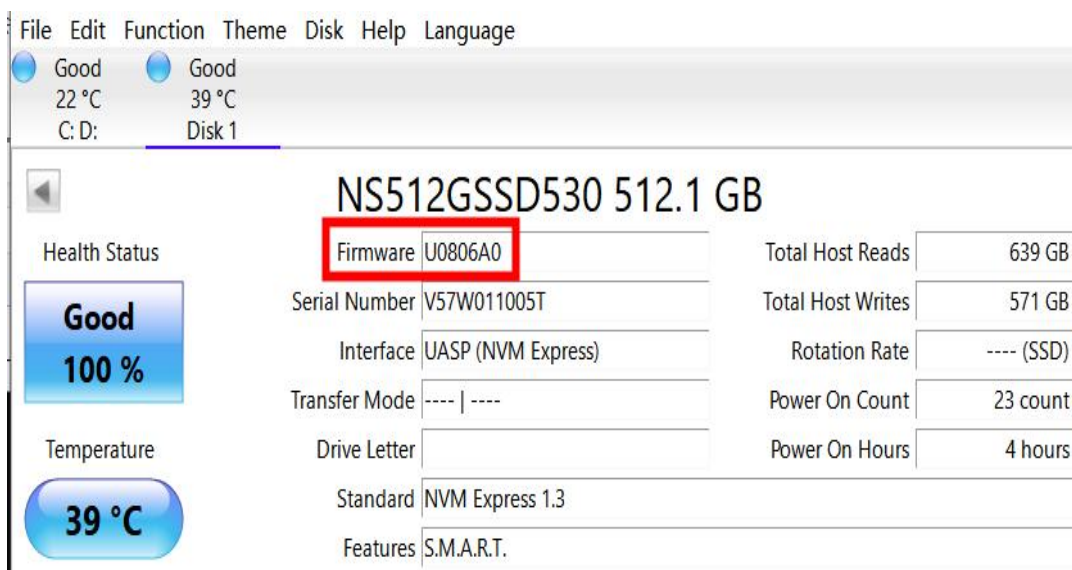 File Edit Function Theme Disk Help Language
Good Good
22 °C 39 °C
C: D: Disk 1
NS512GSSD530 512.1 GB
Health Status
Good
100 %
Temperature
39 °C
Firmware U0806A0
Serial Number V57W011005T
Interface UASP (NVM Express)
Transfer Mode ---- | ----
Drive Letter
Standard NVM Express 1.3
Features S.M.A.R.T.
Total Host Reads 639 GB
Total Host Writes 571 GB
Rotation Rate ---- (SSD)
Power On Count 23 count
Power On Hours 4 hours